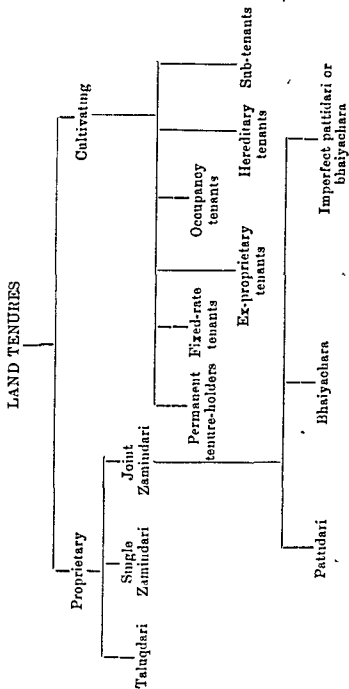 LAND TENURES
Proprietary
Cultivating
Taluqdari
Single
Zamindari
Joint
Zamindari
Permanent
tenure-holders
Fixed-rate
tenants
Ex-proprietary
tenants
Occupancy
tenants
Hereditary
tenants
Sub-tenants
Pattidari
Bhaiyachara
Imperfect pattidari or
bhaiyachara